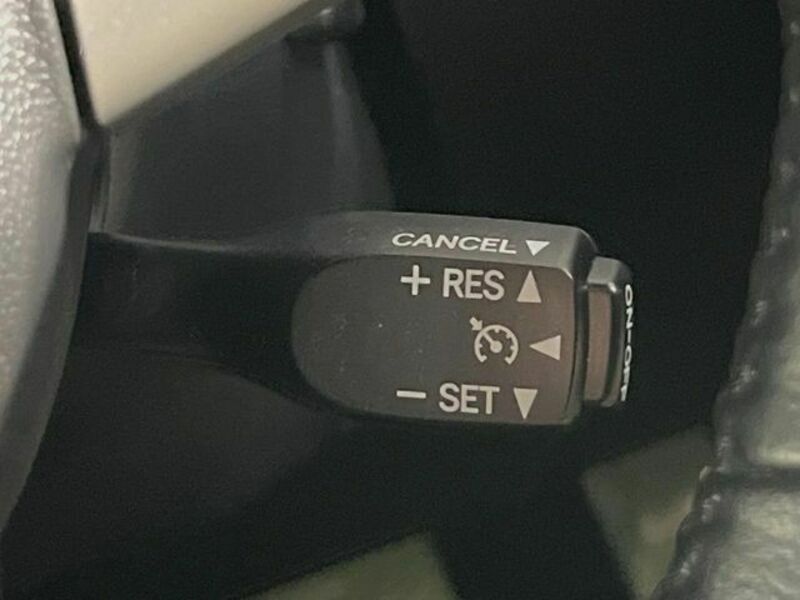 CANCEL ▼
+ RES ▲
◀
− SET ▼
ON-OFF